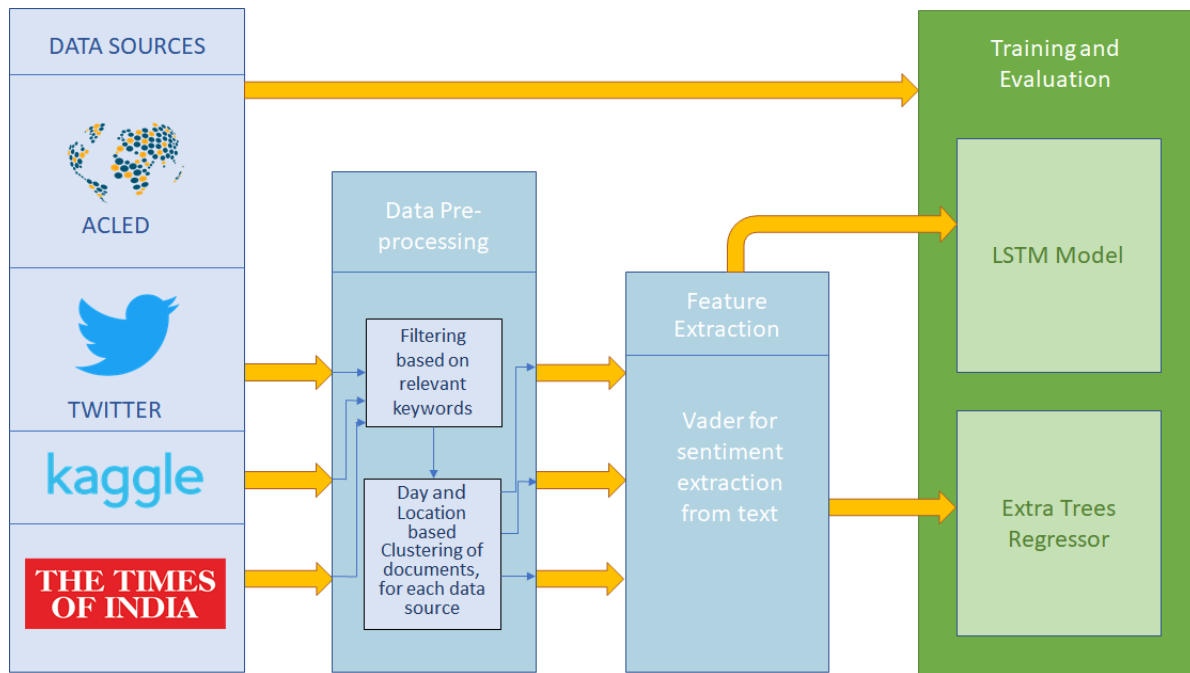 DATA SOURCES
ACLED
TWITTER
kaggle
THE TIMES
OF INDIA
Data Pre-
processing
Filtering
based on
relevant
keywords
Day and
Location
based
Clustering of
documents,
for each data
source
Feature
Extraction
Vader for
sentiment
extraction
from text
Training and
Evaluation
LSTM Model
Extra Trees
Regressor